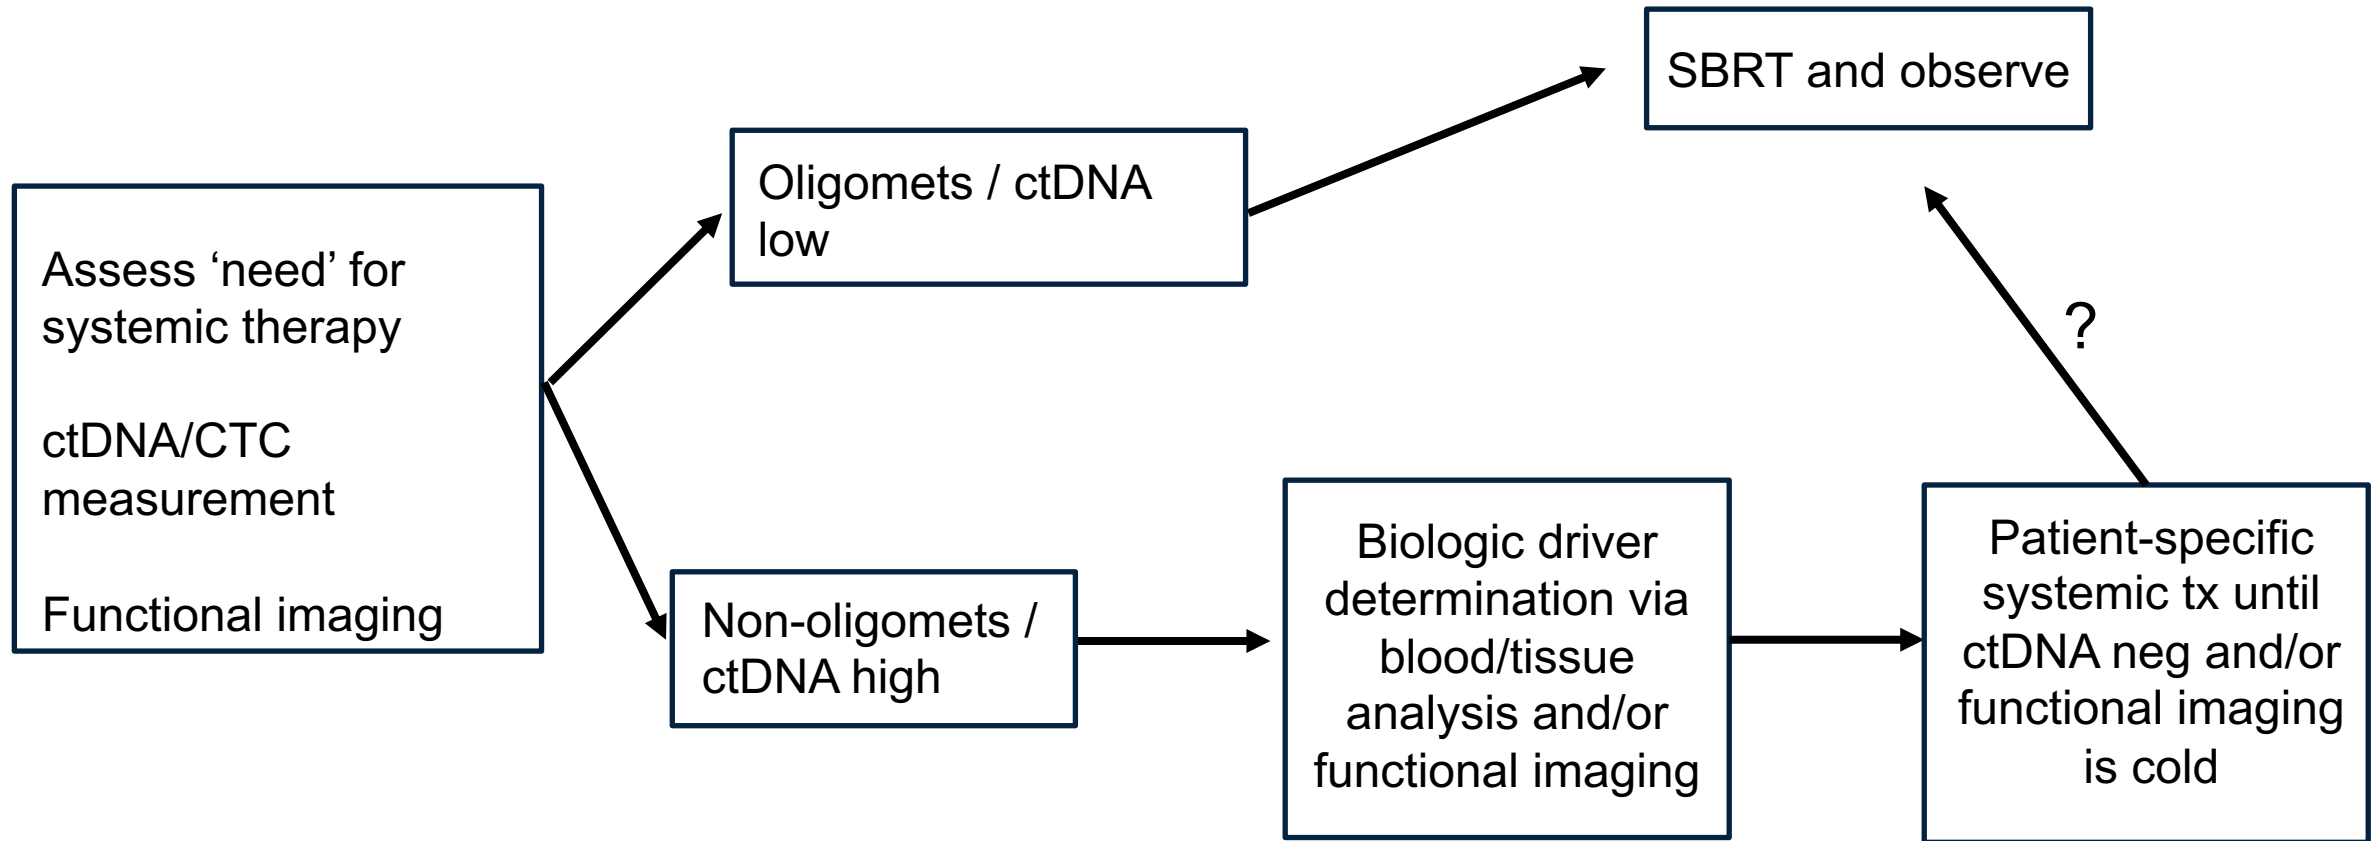 Assess ‘need’ for
systemic therapy
ctDNA/CTC
measurement
Functional imaging
Oligomets / ctDNA
low
SBRT and observe
Non-oligomets /
ctDNA high
Biologic driver
determination via
blood/tissue
analysis and/or
functional imaging
Patient-specific
systemic tx until
ctDNA neg and/or
functional imaging
is cold
?